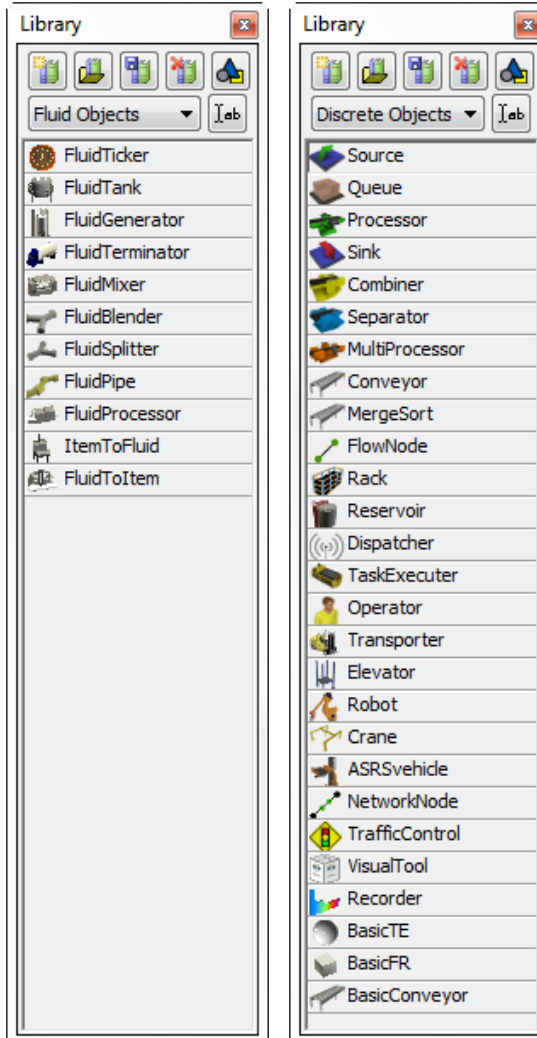 Library
Fluid Objects
ab
FluidTicker
FluidTank
FluidGenerator
FluidTerminator
FluidMixer
FluidBlender
FluidSplitter
FluidPipe
FluidProcessor
ItemToFluid
FluidToItem
Library
Discrete Objects
ab
Source
Queue
Processor
Sink
Combiner
Separator
MultiProcessor
Conveyor
MergeSort
FlowNode
Rack
Reservoir
Dispatcher
TaskExecuter
Operator
Transporter
Elevator
Robot
Crane
ASRSvehicle
NetworkNode
TrafficControl
VisualTool
Recorder
BasicTE
BasicFR
BasicConveyor